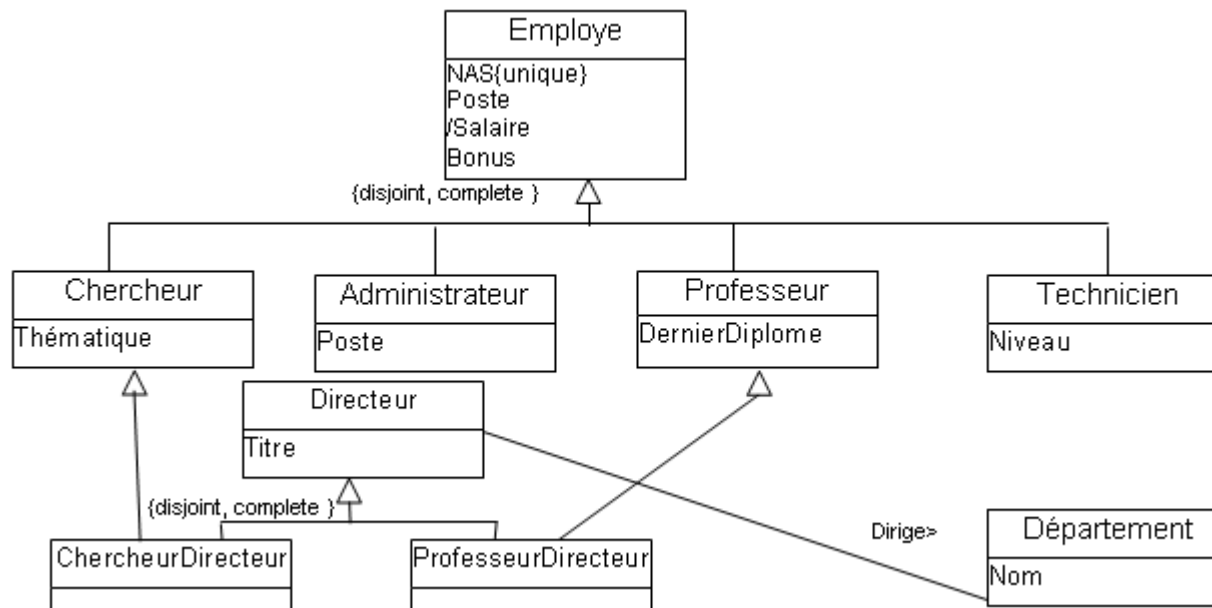 Employe
NAS{unique}
Poste
/Salaire
Bonus
{disjoint, complete }
Chercheur
Thématique
Administrateur
Poste
Professeur
DernierDiplome
Technicien
Niveau
Directeur
Titre
{disjoint, complete }
ChercheurDirecteur
ProfesseurDirecteur
Dirige>
Département
Nom